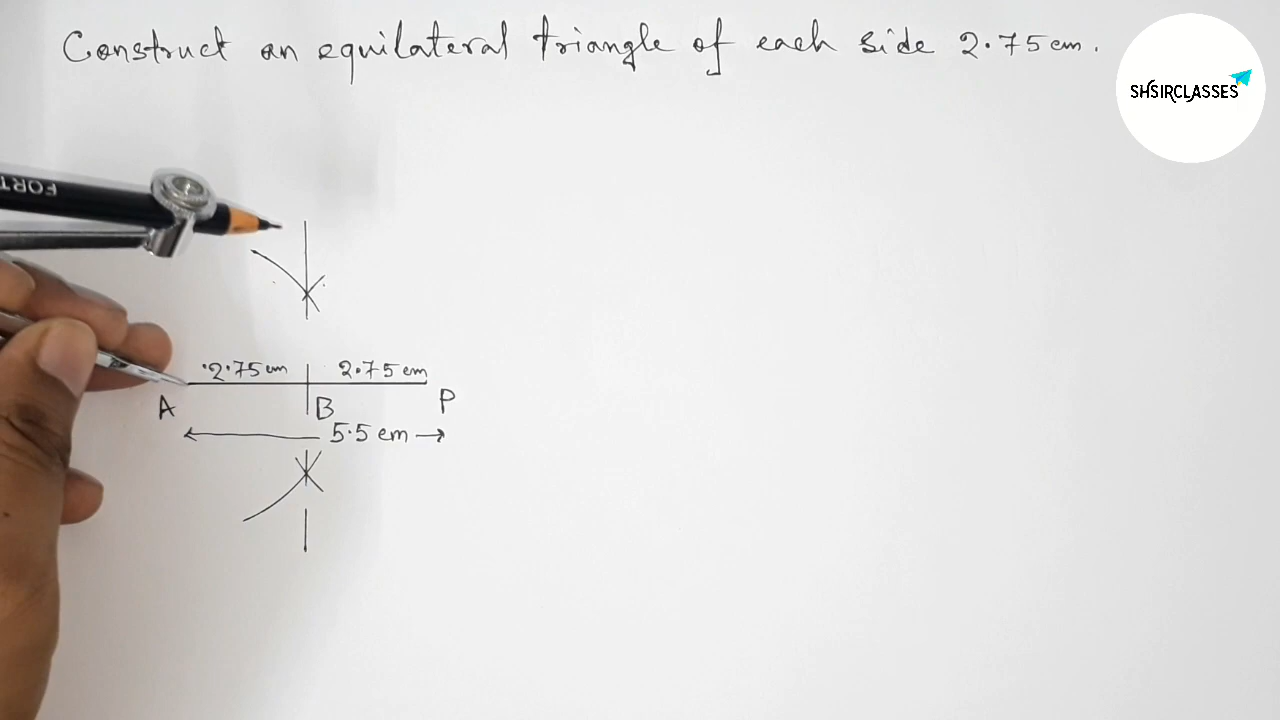 Construct an equilateral triangle of each side 2.75 cm.
SHSIRCLASSES
FORT
2.75 cm 2.75 cm
A B P
5.5 cm